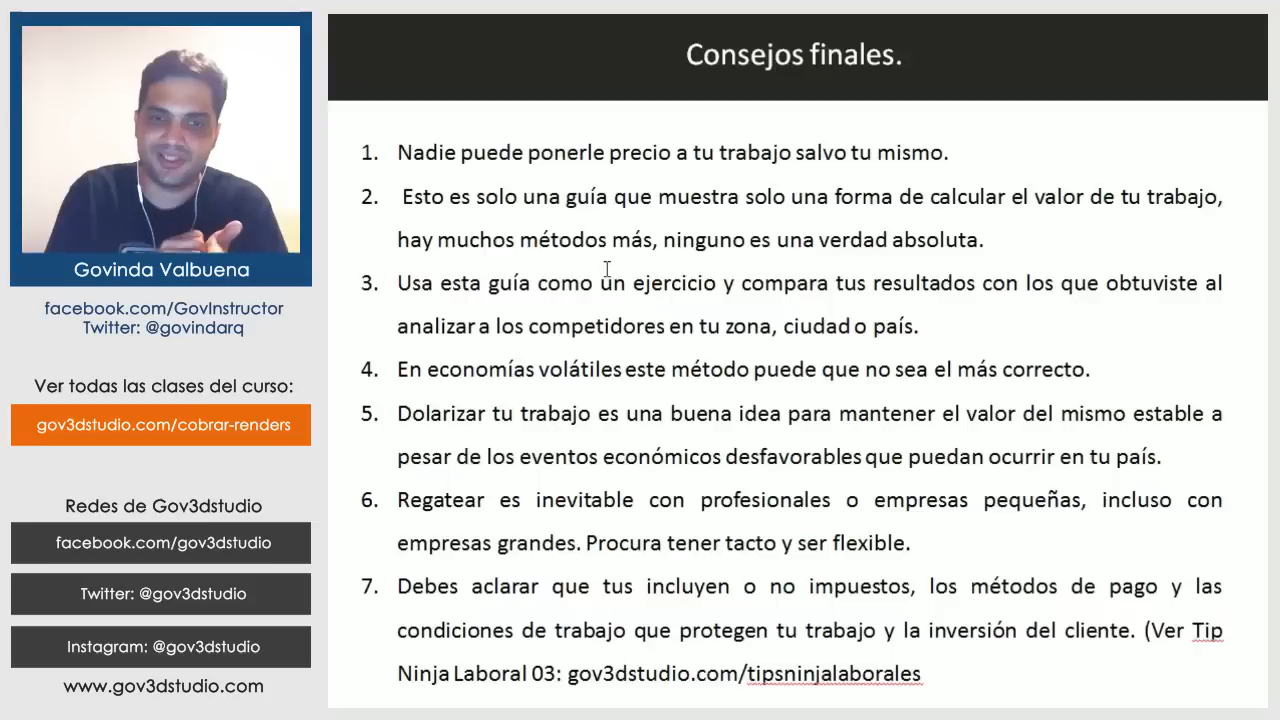 Govinda Valbuena
facebook.com/GovInstructor
Twitter: @govindarq
Ver todas las clases del curso:
gov3dstudio.com/cobrar-renders
Redes de Gov3dstudio
facebook.com/gov3dstudio
Twitter: @gov3dstudio
Instagram: @gov3dstudio
www.gov3dstudio.com
Consejos finales.
1. Nadie puede ponerle precio a tu trabajo salvo tu mismo.
2. Esto es solo una guía que muestra solo una forma de calcular el valor de tu trabajo,
hay muchos métodos más, ninguno es una verdad absoluta.
3. Usa esta guía como un ejercicio y compara tus resultados con los que obtuviste al
analizar a los competidores en tu zona, ciudad o país.
4. En economías volátiles este método puede que no sea el más correcto.
5. Dolarizar tu trabajo es una buena idea para mantener el valor del mismo estable a
pesar de los eventos económicos desfavorables que puedan ocurrir en tu país.
6. Regatear es inevitable con profesionales o empresas pequeñas, incluso con
empresas grandes. Procura tener tacto y ser flexible.
7. Debes aclarar que tus incluyen o no impuestos, los métodos de pago y las
condiciones de trabajo que protegen tu trabajo y la inversión del cliente. (Ver Tip
Ninja Laboral 03: gov3dstudio.com/tipsninjalaborales